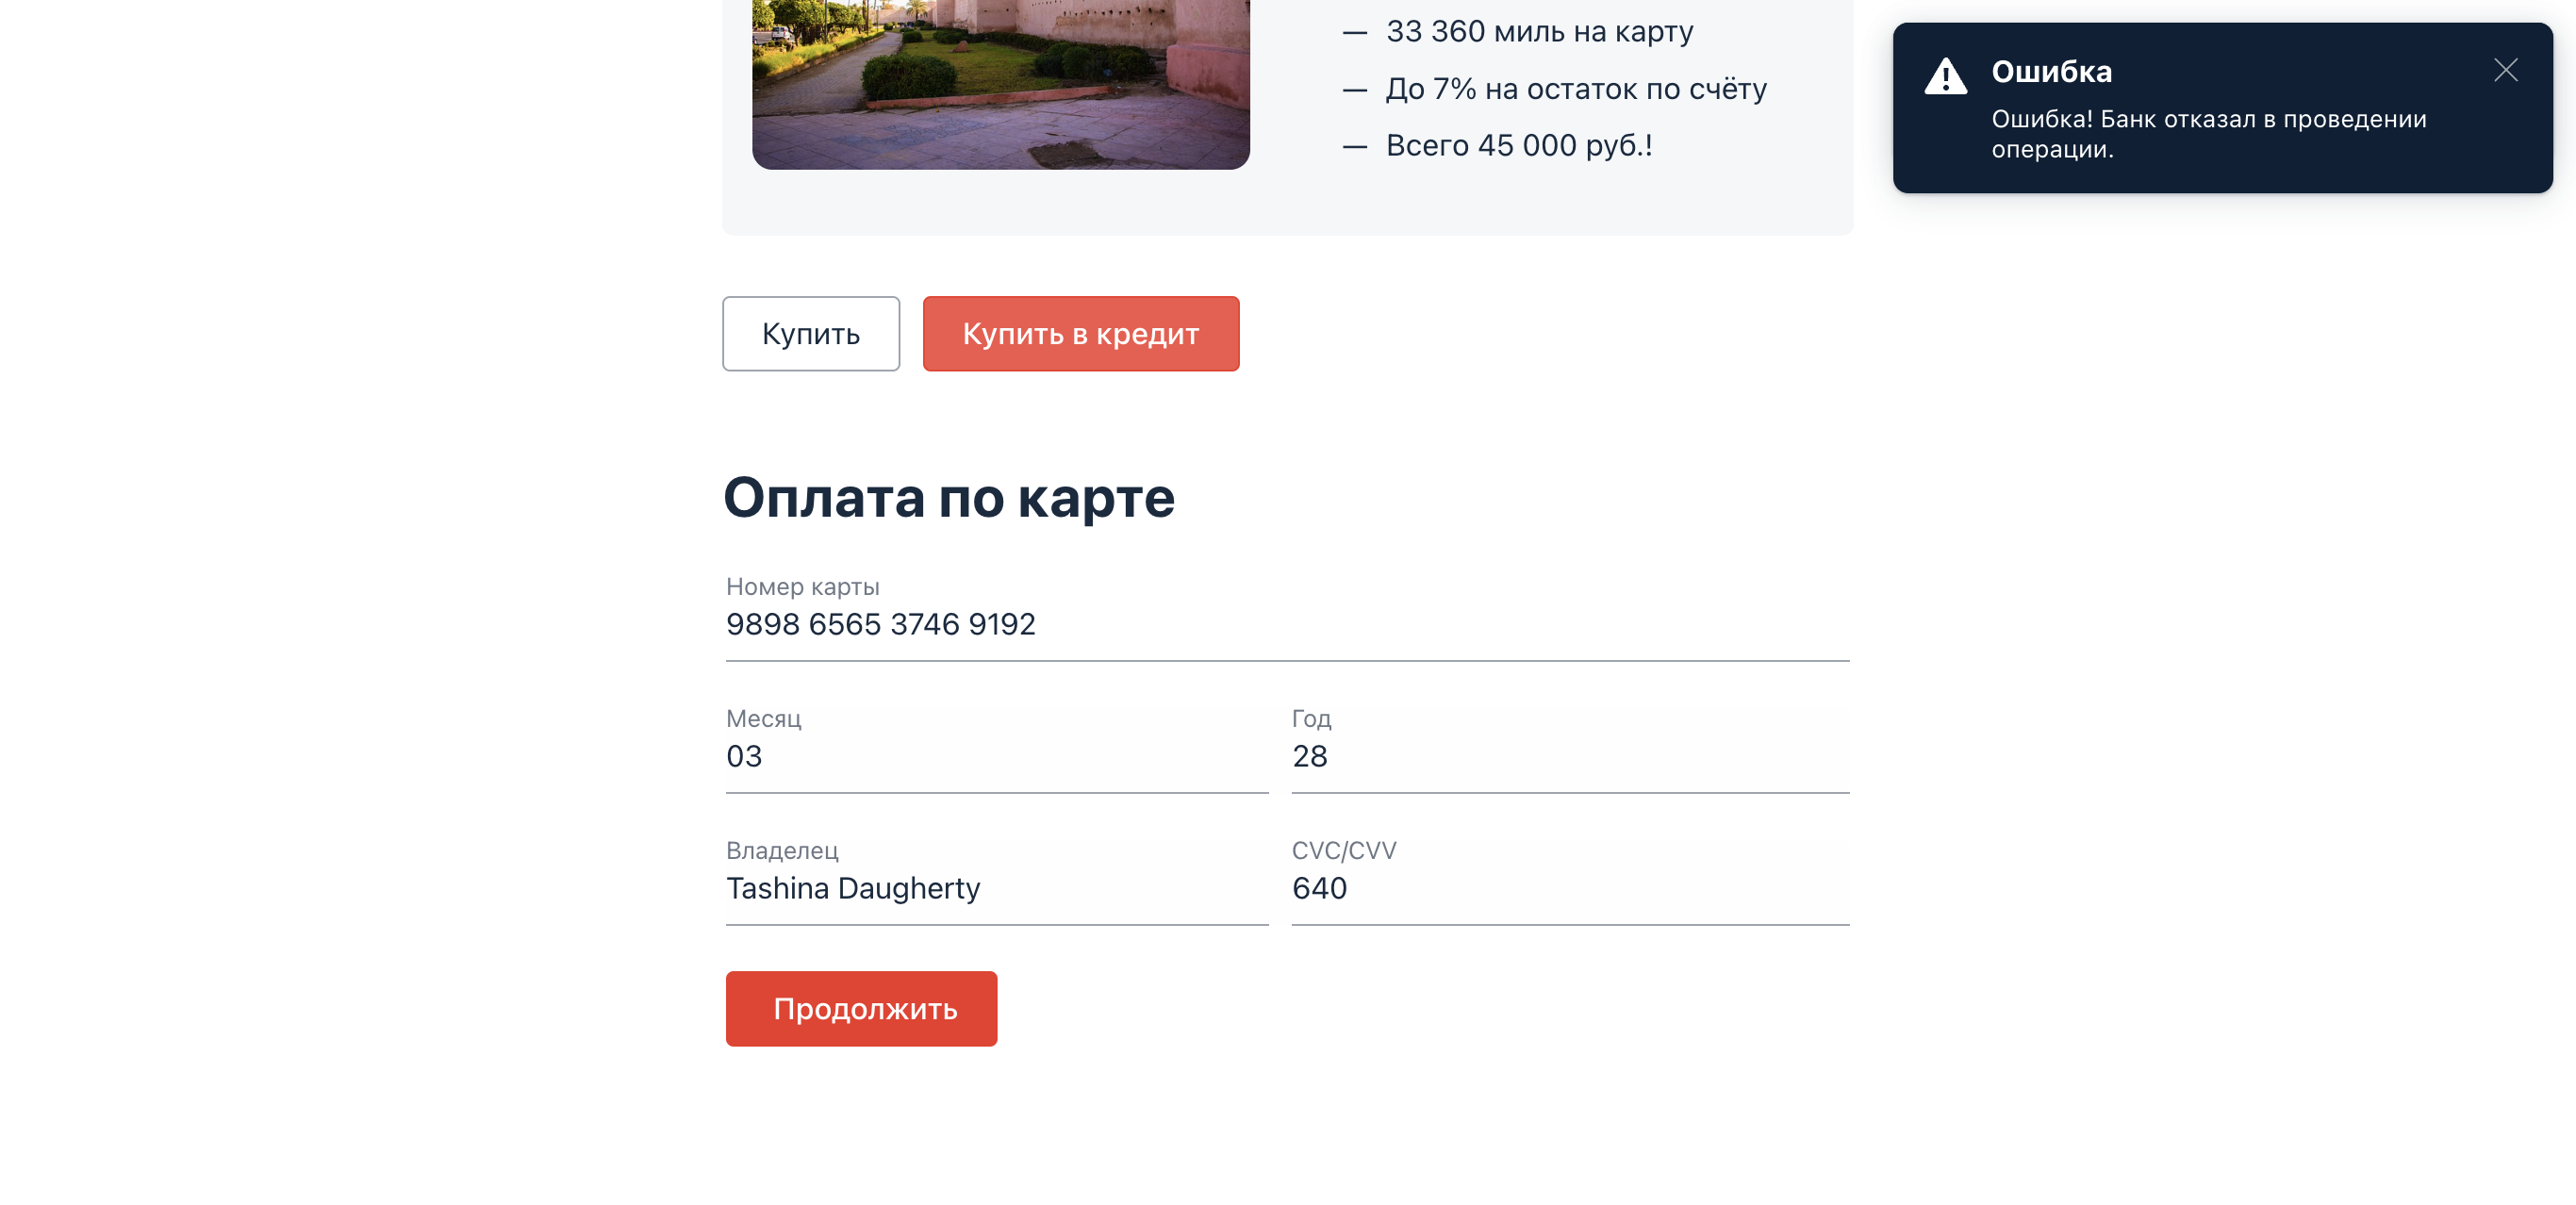 — 33 360 миль на карту
— До 7% на остаток по счёту
— Всего 45 000 руб.!
Ошибка
Ошибка! Банк отказал в проведении
операции.
Купить
Купить в кредит
Оплата по карте
Номер карты
9898 6565 3746 9192
Месяц
03
Год
28
Владелец
Tashina Daugherty
CVC/CVV
640
Продолжить